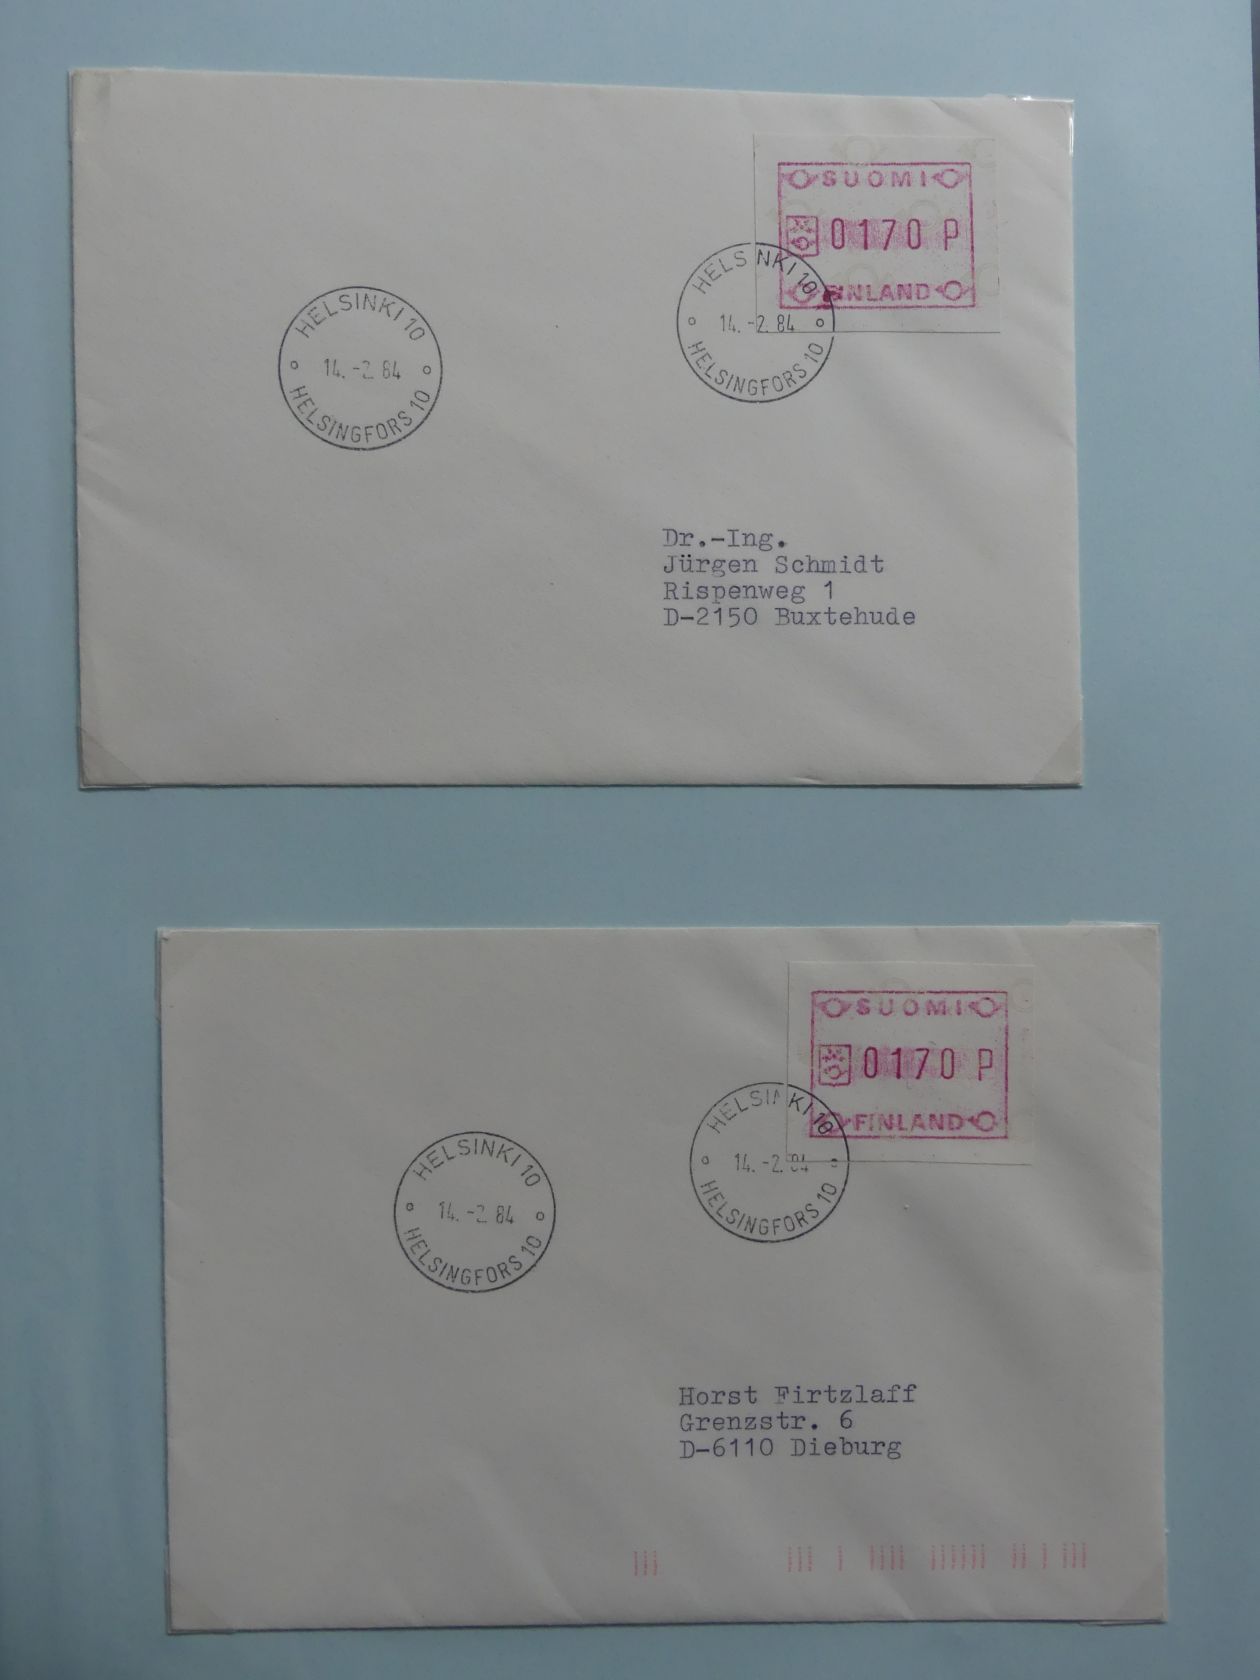 SUOMI
0170 P
FINLAND
HELSINKI 10
14.-2.84
HELSINGFORS 10
HELSINKI 10
14.-2.84
HELSINGFORS 10
Dr.-Ing.
Jürgen Schmidt
Rispenweg 1
D-2150 Buxtehude
SUOMI
0170 P
FINLAND
HELSINKI 10
14.-2.84
HELSINGFORS 10
HELSINKI 10
14.-2.84
HELSINGFORS 10
Horst Firtzlaff
Grenzstr. 6
D-6110 Dieburg